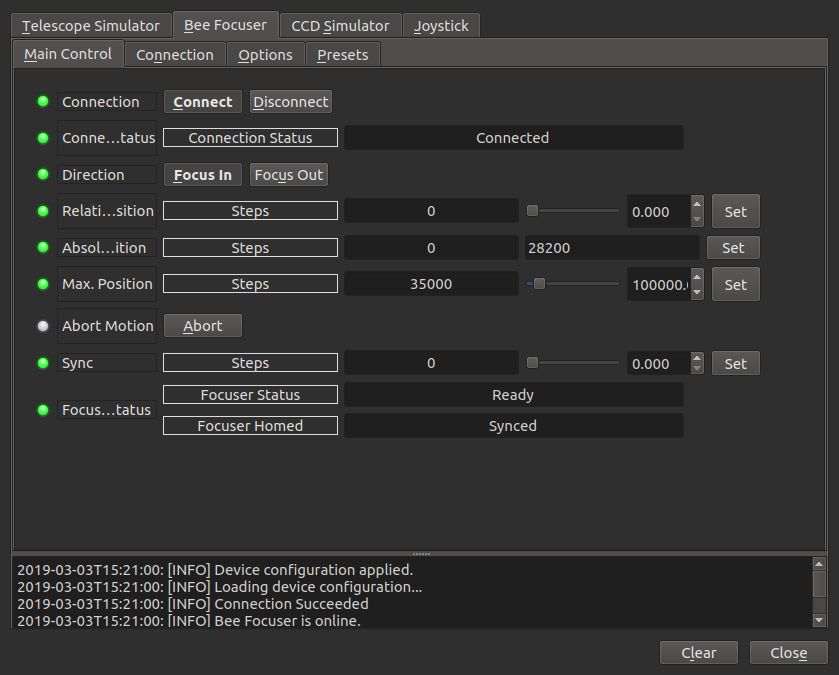 Telescope Simulator Bee Focuser CCD Simulator Joystick
Main Control Connection Options Presets
Connection Connect Disconnect
Conne…tatus Connection Status Connected
Direction Focus In Focus Out
Relati…sition Steps 0 0.000 Set
Absol…ition Steps 0 28200 Set
Max. Position Steps 35000 100000.0 Set
Abort Motion Abort
Sync Steps 0 0.000 Set
Focus…tatus Focuser Status Ready
Focuser Homed Synced
2019-03-03T15:21:00: [INFO] Device configuration applied.
2019-03-03T15:21:00: [INFO] Loading device configuration...
2019-03-03T15:21:00: [INFO] Connection Succeeded
2019-03-03T15:21:00: [INFO] Bee Focuser is online.
Clear Close